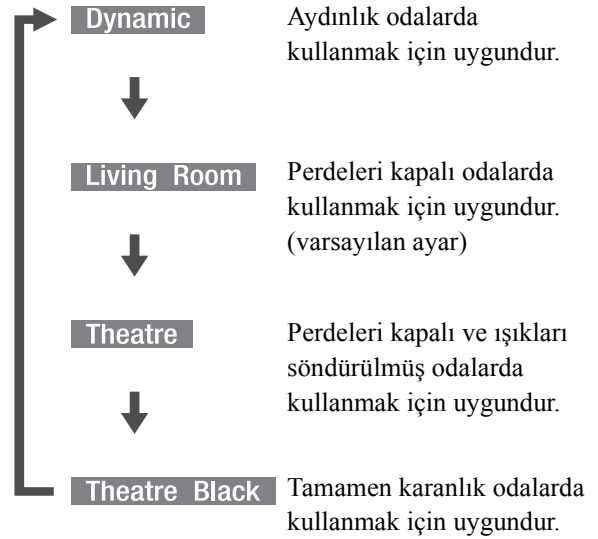 Dynamic
Aydınlık odalarda
kullanmak için uygundur.
Living Room
Perdeleri kapalı odalarda
kullanmak için uygundur.
(varsayılan ayar)
Theatre
Perdeleri kapalı ve ışıkları
söndürülmüş odalarda
kullanmak için uygundur.
Theatre Black
Tamamen karanlık odalarda
kullanmak için uygundur.